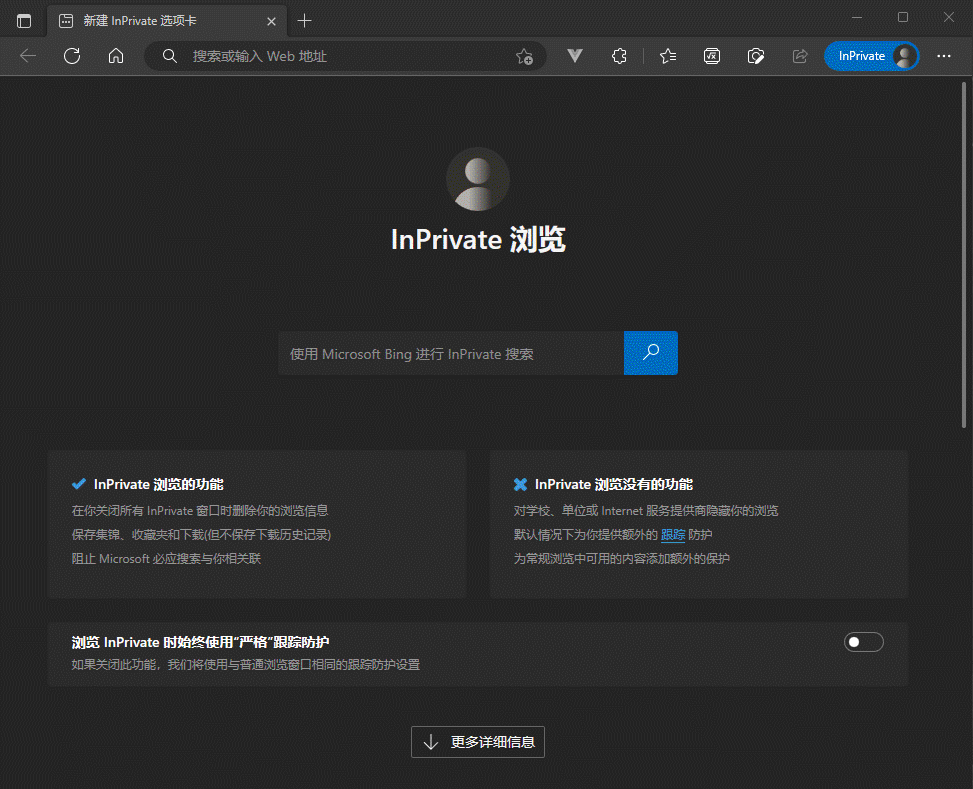 新建 InPrivate 选项卡
搜索或输入 Web 地址
InPrivate
InPrivate 浏览
使用 Microsoft Bing 进行 InPrivate 搜索
InPrivate 浏览的功能
在你关闭所有 InPrivate 窗口时删除你的浏览信息
保存集锦、收藏夹和下载(但不保存下载历史记录)
阻止 Microsoft 必应搜索与你相关联
InPrivate 浏览没有的功能
对学校、单位或 Internet 服务提供商隐藏你的浏览
默认情况下为你提供额外的 跟踪 防护
为常规浏览中可用的内容添加额外的保护
浏览 InPrivate 时始终使用“严格”跟踪防护
如果关闭此功能，我们将使用与普通浏览窗口相同的跟踪防护设置
更多详细信息